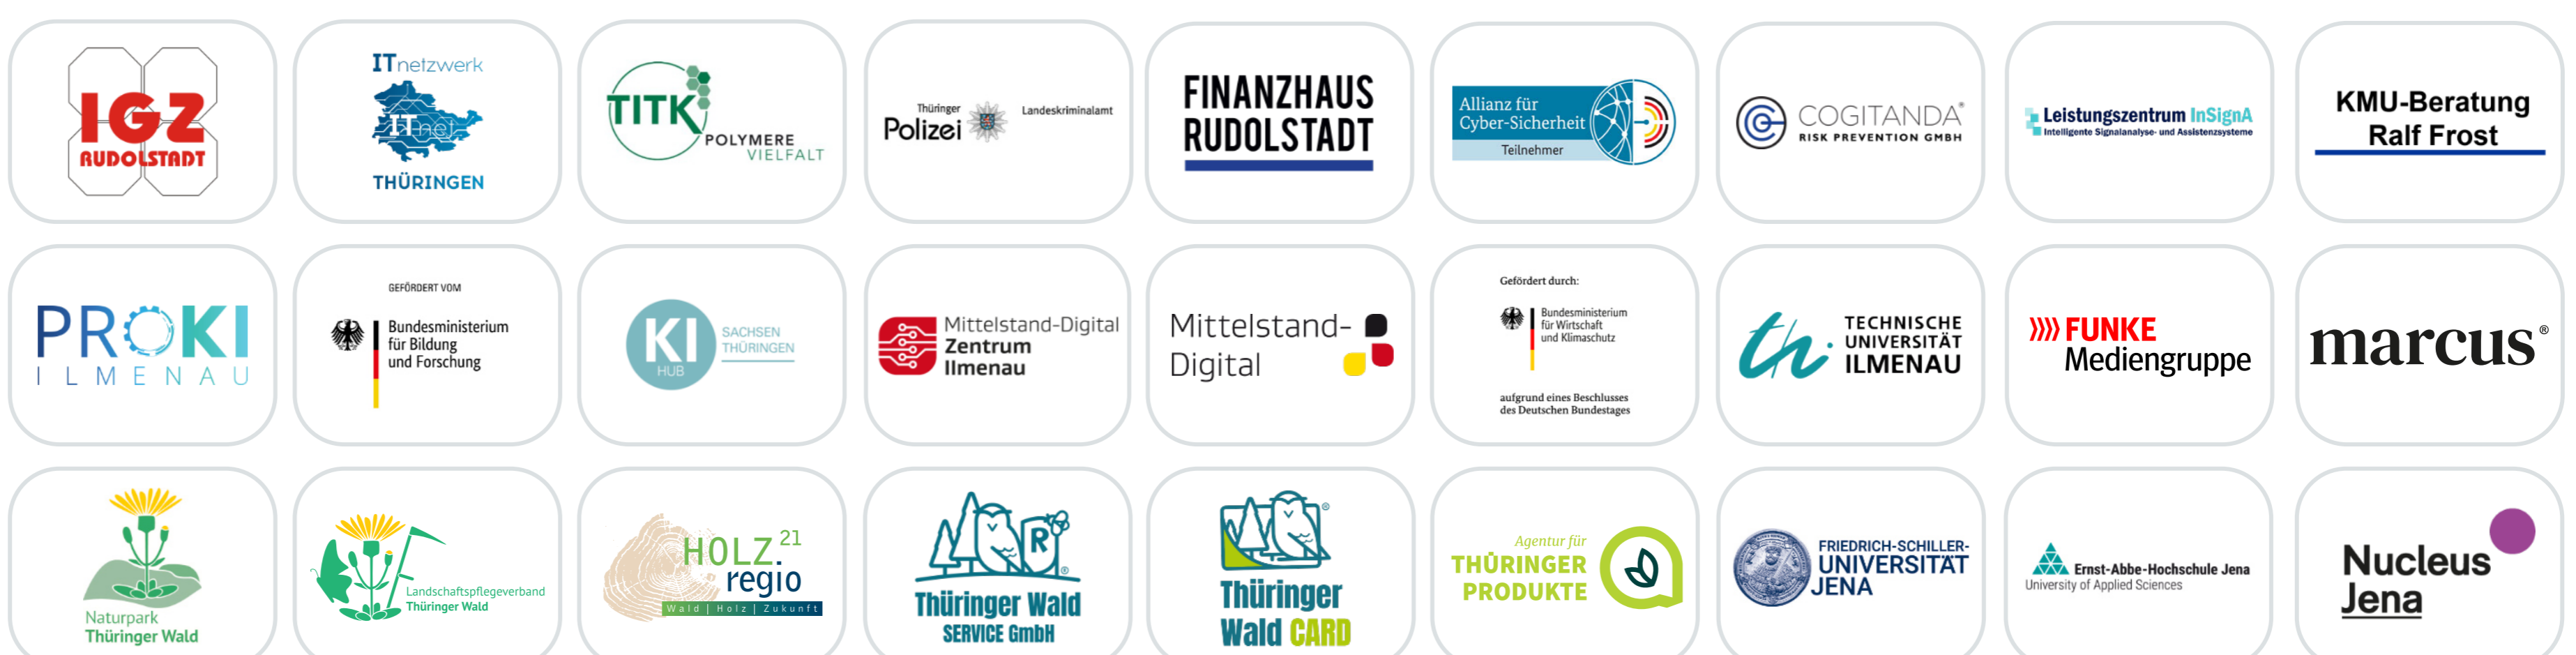 IGZ
RUDOLSTADT
ITnetzwerk
ITnet
THÜRINGEN
TITK
POLYMERE
VIELFALT
Thüringer
Polizei
Landeskriminalamt
FINANZHAUS
RUDOLSTADT
Allianz für
Cyber-Sicherheit
Teilnehmer
COGITANDA®
RISK PREVENTION GMBH
Leistungszentrum InSignA
Intelligente Signalanalyse- und Assistenzsysteme
KMU-Beratung
Ralf Frost
PROKI
ILMENAU
GEFÖRDERT VOM
Bundesministerium
für Bildung
und Forschung
KI
HUB
SACHSEN
THÜRINGEN
Mittelstand-Digital
Zentrum
Ilmenau
Mittelstand-
Digital
Gefördert durch:
Bundesministerium
für Wirtschaft
und Klimaschutz
aufgrund eines Beschlusses
des Deutschen Bundestages
th
TECHNISCHE
UNIVERSITÄT
ILMENAU
FUNKE
Mediengruppe
marcus®
Naturpark
Thüringer Wald
Landschaftspflegeverband
Thüringer Wald
HOLZ 21
regio
Wald | Holz | Zukunft
R
®
Thüringer Wald
SERVICE GmbH
®
Thüringer
Wald CARD
Agentur für
THÜRINGER
PRODUKTE
FRIEDRICH-SCHILLER-
UNIVERSITÄT
JENA
Ernst-Abbe-Hochschule Jena
University of Applied Sciences
Nucleus
Jena